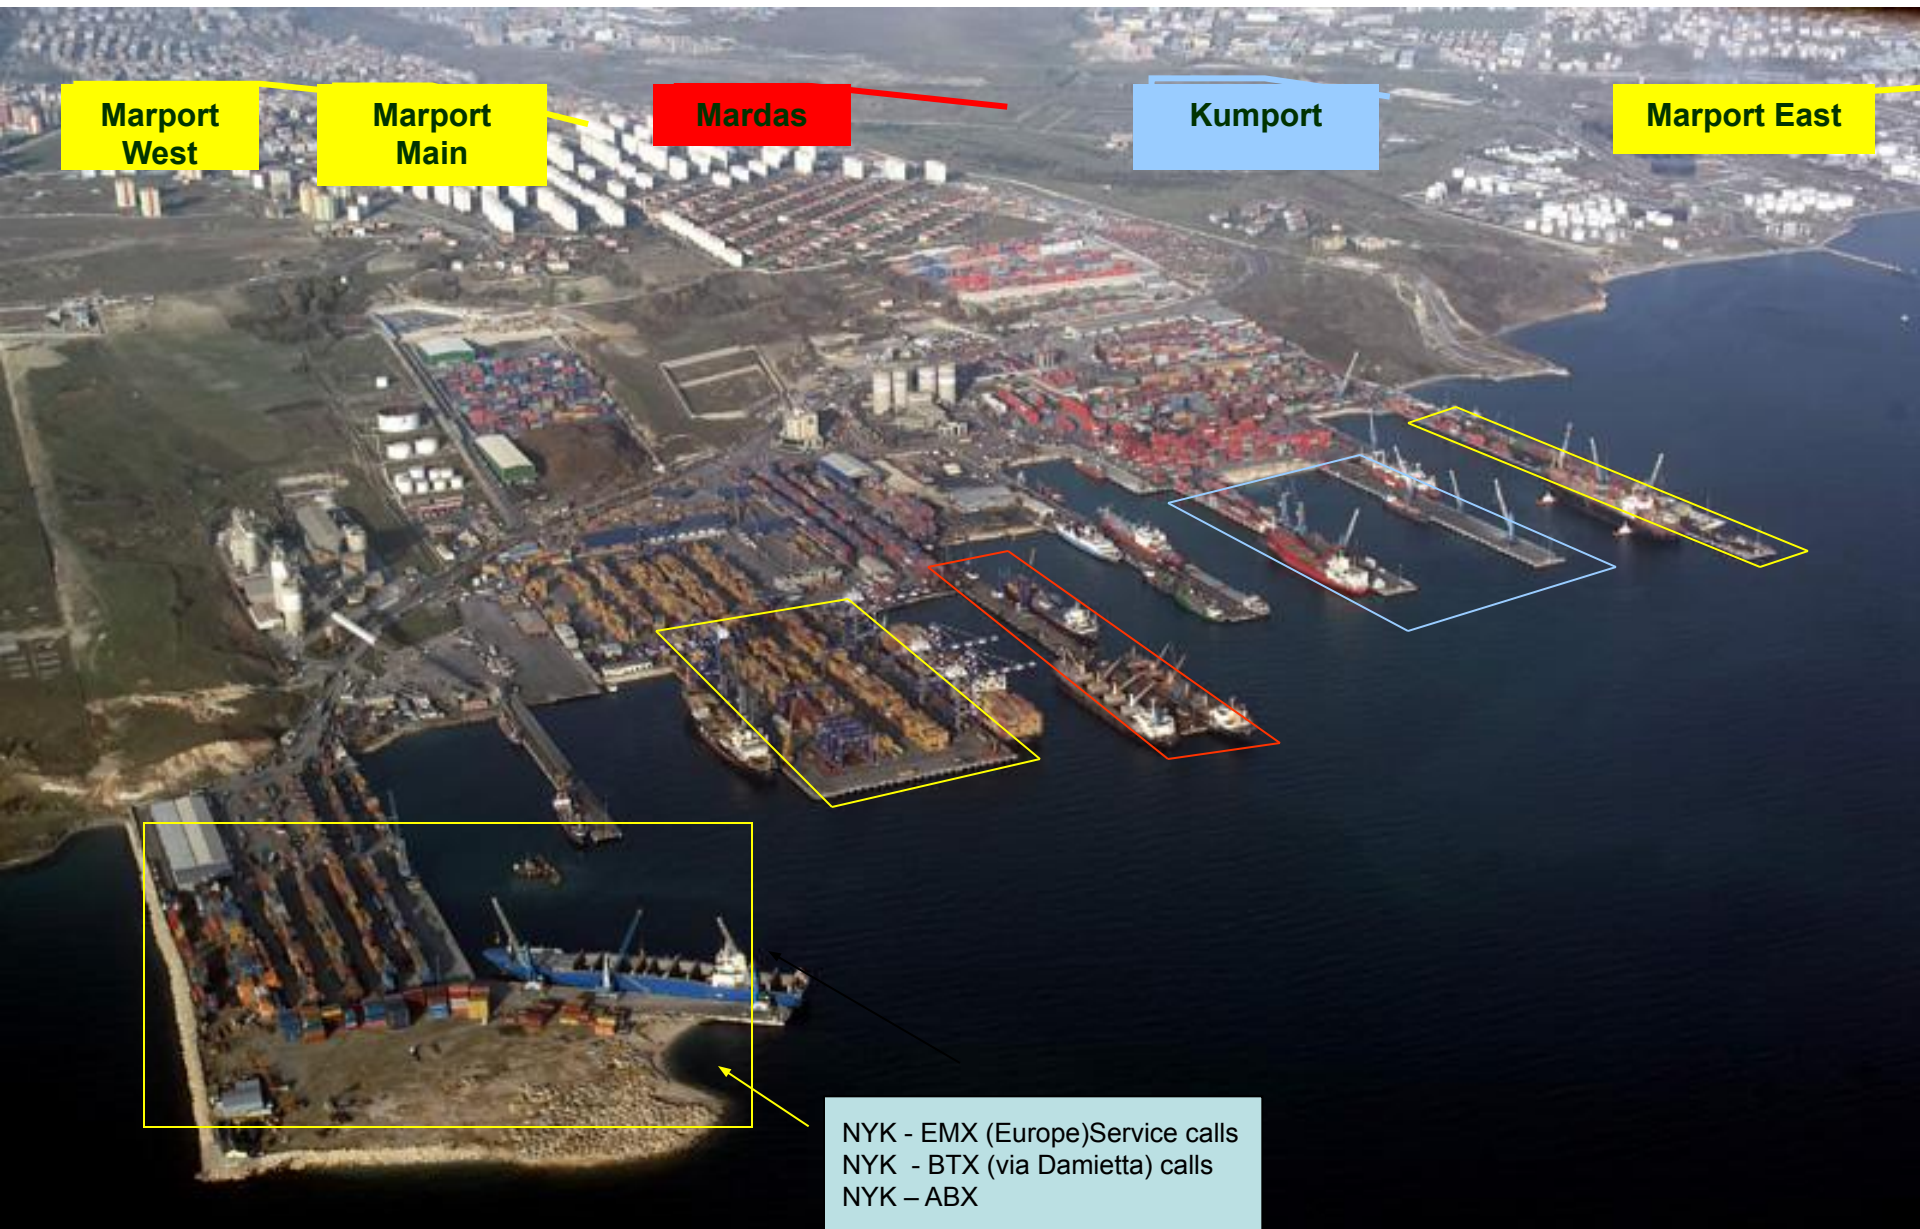 Marport
West
Marport
Main
Mardas
Kumport
Marport East
NYK - EMX (Europe)Service calls
NYK  - BTX (via Damietta) calls
NYK – ABX